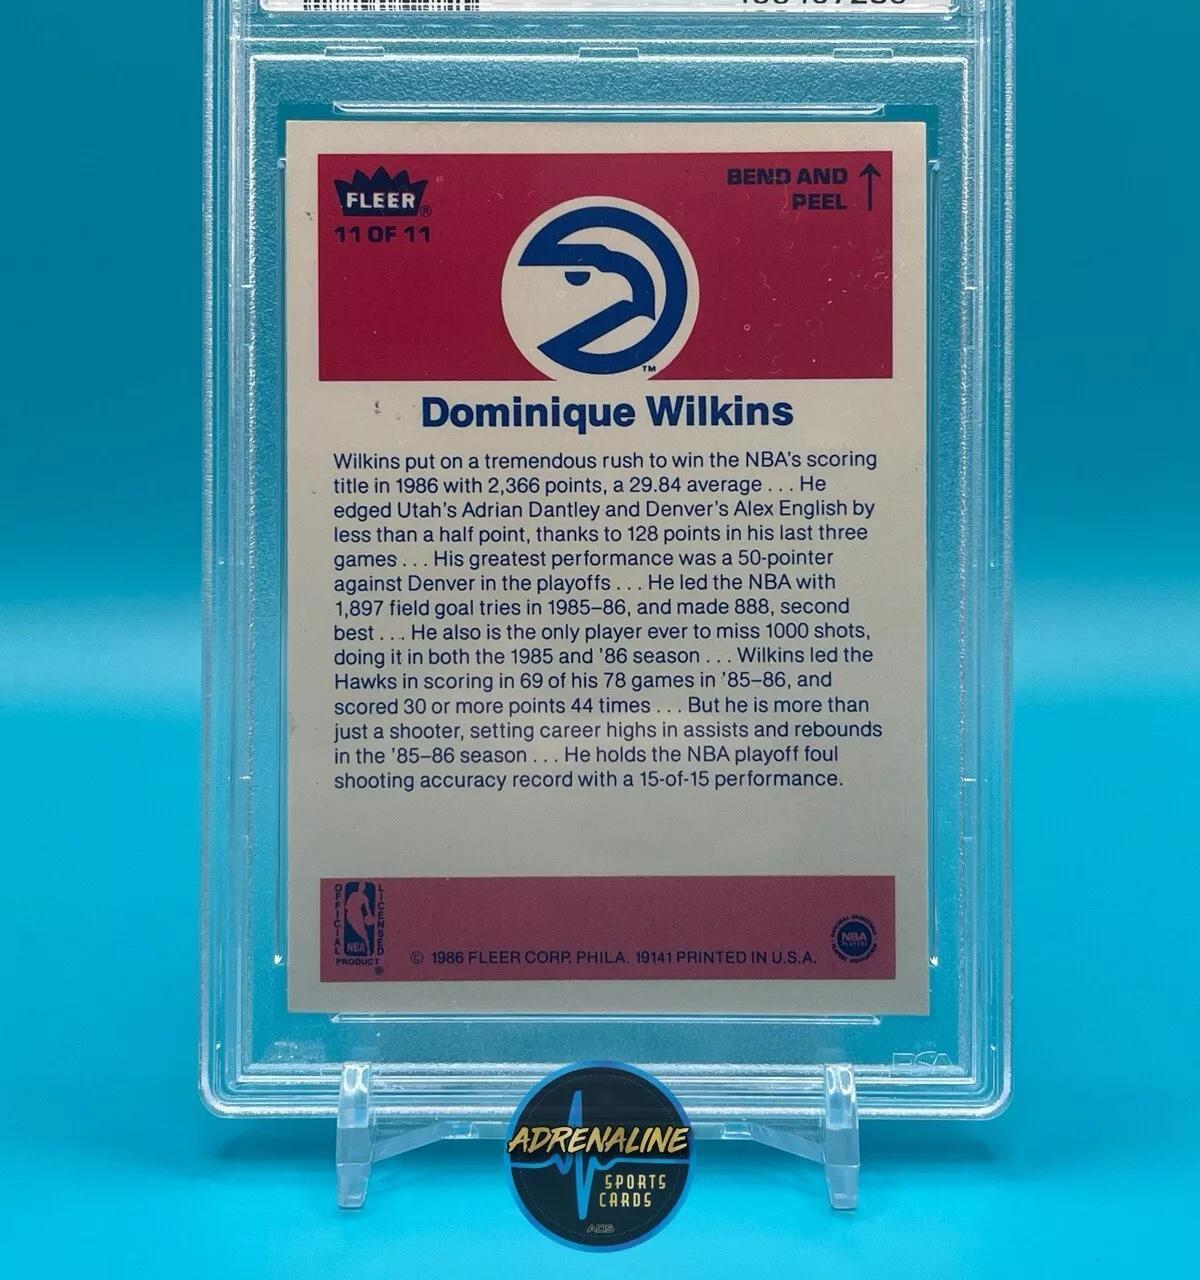 FLEER®
11 OF 11
BEND AND
PEEL
TM
Dominique Wilkins
Wilkins put on a tremendous rush to win the NBA's scoring
title in 1986 with 2,366 points, a 29.84 average . . . He
edged Utah's Adrian Dantley and Denver's Alex English by
less than a half point, thanks to 128 points in his last three
games . . . His greatest performance was a 50-pointer
against Denver in the playoffs . . . He led the NBA with
1,897 field goal tries in 1985–86, and made 888, second
best . . . He also is the only player ever to miss 1000 shots,
doing it in both the 1985 and '86 season . . . Wilkins led the
Hawks in scoring in 69 of his 78 games in '85–86, and
scored 30 or more points 44 times . . . But he is more than
just a shooter, setting career highs in assists and rebounds
in the '85–86 season . . . He holds the NBA playoff foul
shooting accuracy record with a 15-of-15 performance.
OFFICIAL
LICENSED
NBA
PRODUCT®
© 1986 FLEER CORP. PHILA. 19141 PRINTED IN U.S.A.
NATIONAL BASKETBALL
NBA
PLAYERS
ASSOCIATION
PSA
ADRENALINE
SPORTS
CARDS